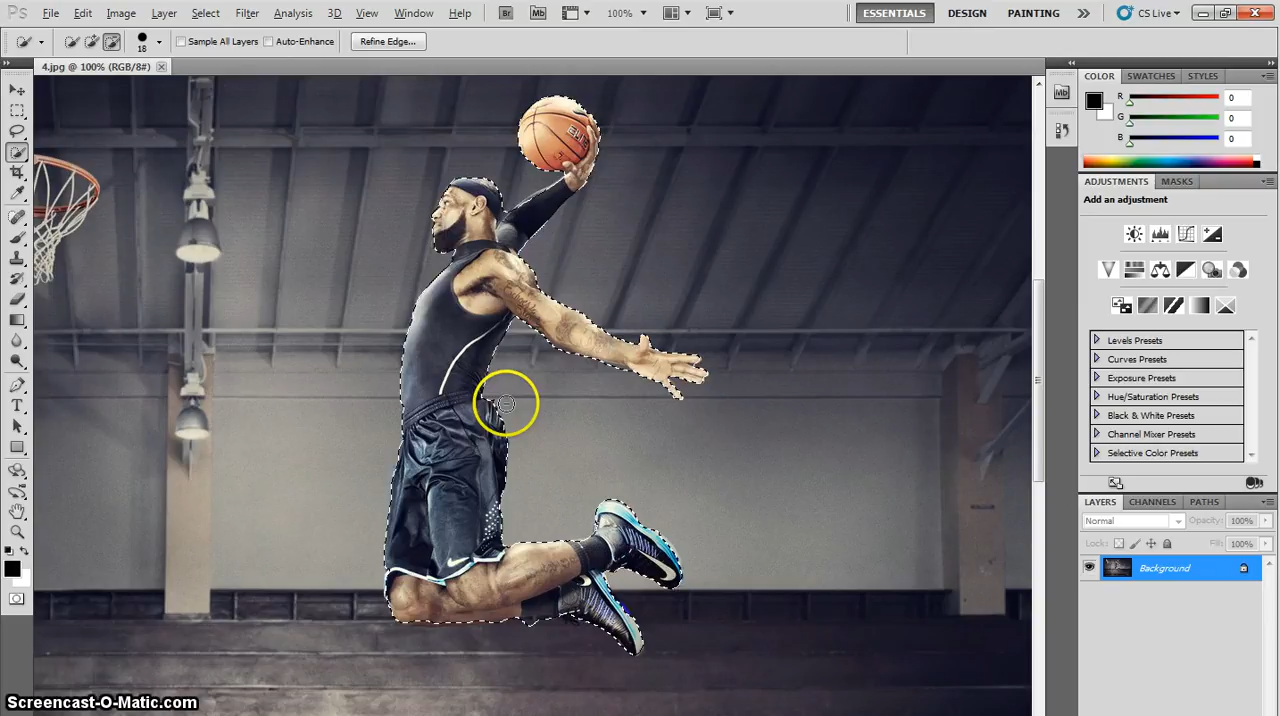 Ps File Edit Image Layer Select Filter Analysis 3D View Window Help Br Mb 100% ESSENTIALS DESIGN PAINTING CS Live
18 Sample All Layers Auto-Enhance Refine Edge...
4.jpg @ 100% (RGB/8#)
COLOR SWATCHES STYLES
R 0
G 0
B 0
Mb
ADJUSTMENTS MASKS
Add an adjustment
Levels Presets
Curves Presets
Exposure Presets
Hue/Saturation Presets
Black & White Presets
Channel Mixer Presets
Selective Color Presets
LAYERS CHANNELS PATHS
Normal Opacity: 100%
Lock: Fill: 100%
Background
T
Screencast-O-Matic.com